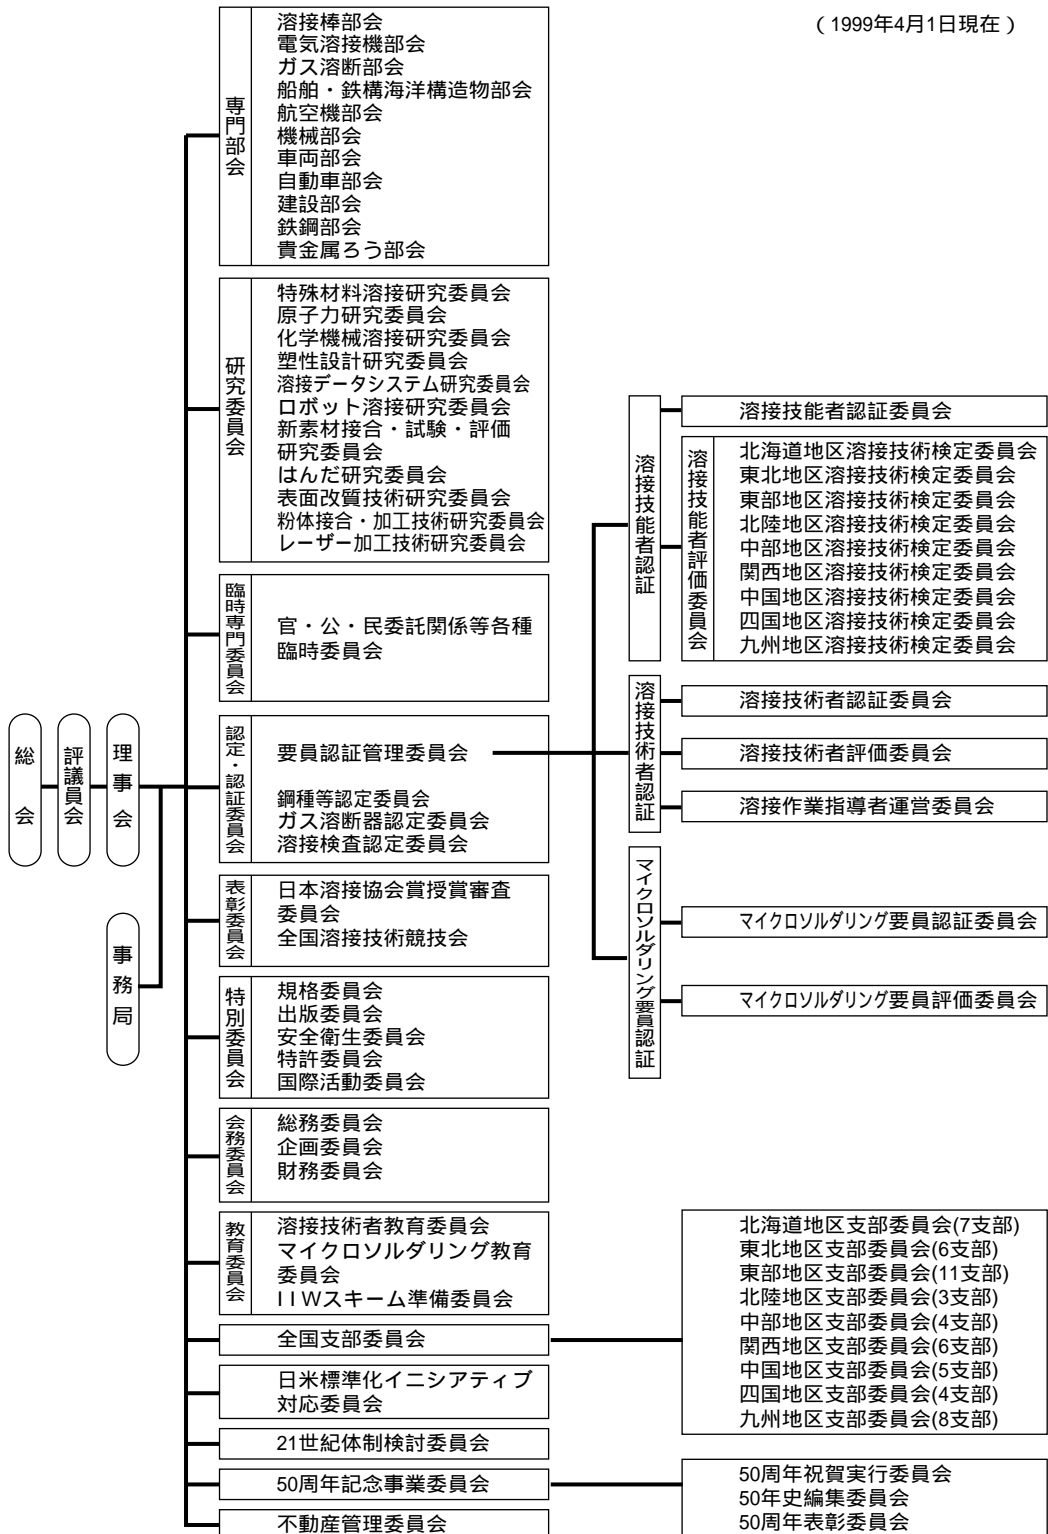 (1999年4月1日現在)
総会
評議員会
理事会
事務局
専門部会
溶接棒部会
電気溶接機部会
ガス溶断部会
船舶・鉄構海洋構造物部会
航空機部会
機械部会
車両部会
自動車部会
建設部会
鉄鋼部会
貴金属ろう部会
研究委員会
特殊材料溶接研究委員会
原子力研究委員会
化学機械溶接研究委員会
塑性設計研究委員会
溶接データシステム研究委員会
ロボット溶接研究委員会
新素材接合・試験・評価
研究委員会
はんだ研究委員会
表面改質技術研究委員会
粉体接合・加工技術研究委員会
レーザー加工技術研究委員会
臨時専門委員会
官・公・民委託関係等各種
臨時委員会
認定・認証委員会
要員認証管理委員会
鋼種等認定委員会
ガス溶断器認定委員会
溶接検査認定委員会
溶接技能者認証
溶接技能者認証委員会
溶接技能者評価委員会
北海道地区溶接技術検定委員会
東北地区溶接技術検定委員会
東部地区溶接技術検定委員会
北陸地区溶接技術検定委員会
中部地区溶接技術検定委員会
関西地区溶接技術検定委員会
中国地区溶接技術検定委員会
四国地区溶接技術検定委員会
九州地区溶接技術検定委員会
溶接技術者認証
溶接技術者認証委員会
溶接技術者評価委員会
溶接作業指導者運営委員会
マイクロソルダリング要員認証
マイクロソルダリング要員認証委員会
マイクロソルダリング要員評価委員会
表彰委員会
日本溶接協会賞授賞審査
委員会
全国溶接技術競技会
特別委員会
規格委員会
出版委員会
安全衛生委員会
特許委員会
国際活動委員会
会務委員会
総務委員会
企画委員会
財務委員会
教育委員会
溶接技術者教育委員会
マイクロソルダリング教育
委員会
IIWスキーム準備委員会
全国支部委員会
北海道地区支部委員会(7支部)
東北地区支部委員会(6支部)
東部地区支部委員会(11支部)
北陸地区支部委員会(3支部)
中部地区支部委員会(4支部)
関西地区支部委員会(6支部)
中国地区支部委員会(5支部)
四国地区支部委員会(4支部)
九州地区支部委員会(8支部)
日米標準化イニシアティブ
対応委員会
21世紀体制検討委員会
50周年記念事業委員会
50周年祝賀実行委員会
50年史編集委員会
50周年表彰委員会
不動産管理委員会